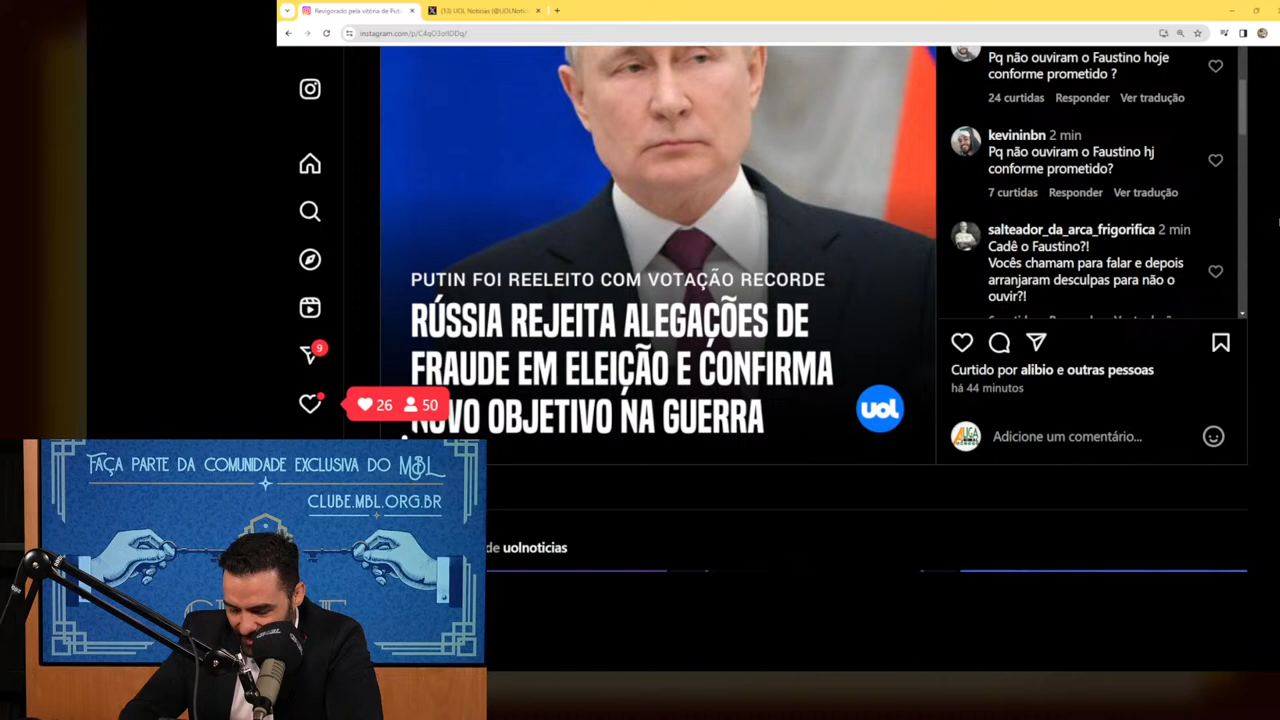 Revigorado pela vitória de Put
(13) UOL Notícias (@UOLNotic
instagram.com/p/C4qO3otlDDq/
Pq não ouviram o Faustino hoje
conforme prometido ?
24 curtidas Responder Ver tradução
kevininbn 2 min
Pq não ouviram o Faustino hj
conforme prometido?
7 curtidas Responder Ver tradução
salteador_da_arca_frigorifica 2 min
Cadê o Faustino?!
Vocês chamam para falar e depois
arranjaram desculpas para não o
ouvir?!
PUTIN FOI REELEITO COM VOTAÇÃO RECORDE
RÚSSIA REJEITA ALEGAÇÕES DE
FRAUDE EM ELEIÇÃO E CONFIRMA
NOVO OBJETIVO NA GUERRA
uol
9
26 50
Curtido por alibio e outras pessoas
há 44 minutos
Adicione um comentário...
de uolnoticias
FAÇA PARTE DA COMUNIDADE EXCLUSIVA DO MBL
CLUBE.MBL.ORG.BR